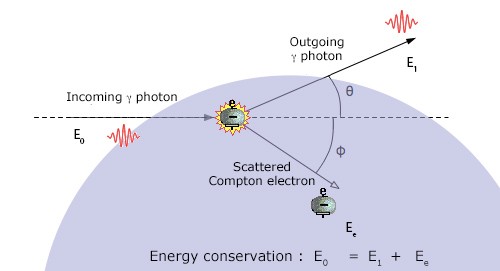 Outgoing
γ photon
E₁
θ
Incoming γ photon
e
−
E₀
ϕ
Scattered
Compton electron
e
−
Eₑ
Energy conservation : E₀ = E₁ + Eₑ